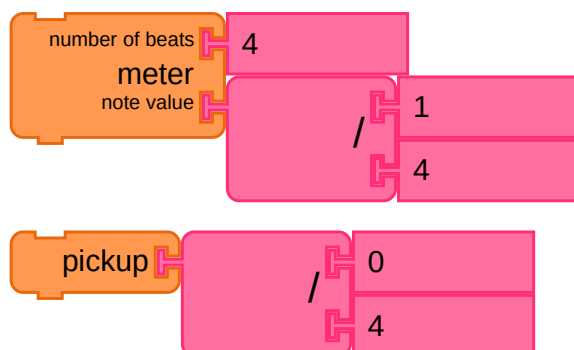 number of beats 4
meter
note value
/ 1
4
pickup / 0
4